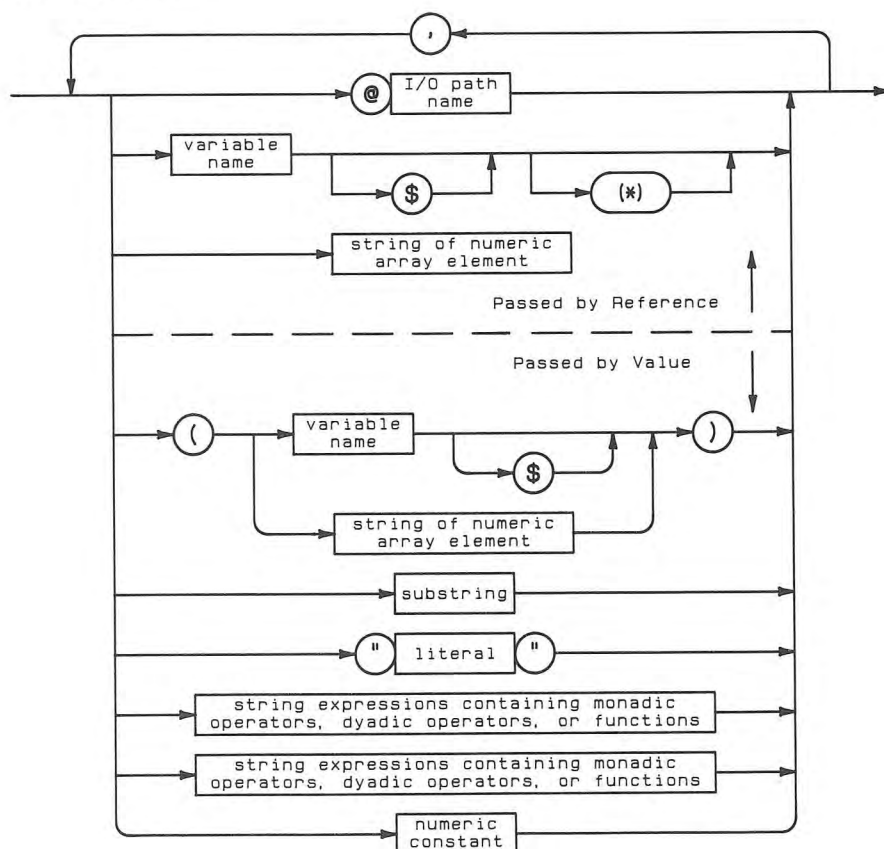 ,
@ I/O path
name
variable
name
$ (*)
string of numeric
array element
Passed by Reference
Passed by Value
( variable
name )
$
string of numeric
array element
substring
" literal "
string expressions containing monadic
operators, dyadic operators, or functions
string expressions containing monadic
operators, dyadic operators, or functions
numeric
constant